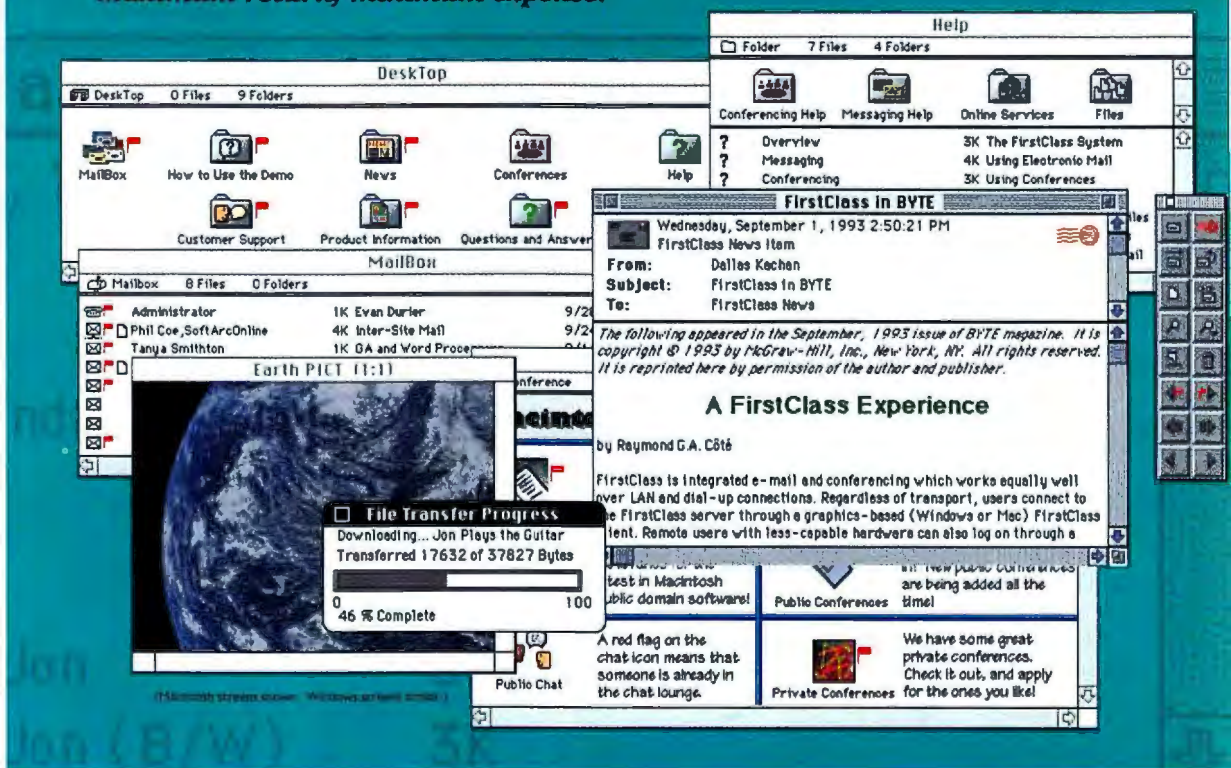 Help
Folder 7 Files 4 Folders
Conferencing Help Messaging Help Online Services Files
? Overview 3K The FirstClass System
? Messaging 4K Using Electronic Mail
? Conferencing 3K Using Conferences
DeskTop
DeskTop 0 Files 9 Folders
MailBox How to Use the Demo News Conferences Help
Customer Support Product Information Questions and Answer
MailBox
Mailbox 8 Files 0 Folders
Administrator 1K Evan Durier
Phil Coe,SoftArcOnline 4K Inter-Site Mail
Tanya Smithton 1K QA and Word
FirstClass in BYTE
Wednesday, September 1, 1993 2:50:21 PM
FirstClass News Item
From: Dallas Kachan
Subject: FirstClass in BYTE
To: FirstClass News
The following appeared in the September, 1993 issue of BYTE magazine. It is
copyright © 1993 by McGraw-Hill, Inc., New York, NY. All rights reserved.
It is reprinted here by permission of the author and publisher.
A FirstClass Experience
by Raymond G.A. Côté
FirstClass is integrated e-mail and conferencing which works equally well
over LAN and dial-up connections. Regardless of transport, users connect to
FirstClass server through a graphics-based (Windows or Mac) FirstClass
Remote users with less-capable hardware can also log on through a
Earth PICT (1:1)
File Transfer Progress
Downloading... Jon Plays the Guitar
Transferred 17632 of 37827 Bytes
0 100
46 % Complete
test in Macintosh
public domain software!
Public Conferences
are being added all the
time!
Public Chat
A red flag on the
chat icon means that
someone is already in
the chat lounge.
Private Conferences
We have some great
private conferences.
Check it out, and apply
for the ones you like!
Jon (B/W) 3K